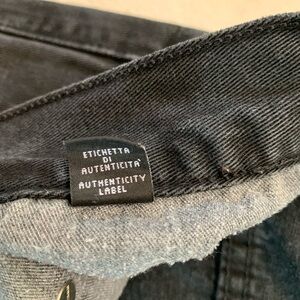 ETICHETTA
DI
AUTENTICITA'
AUTHENTICITY
LABEL